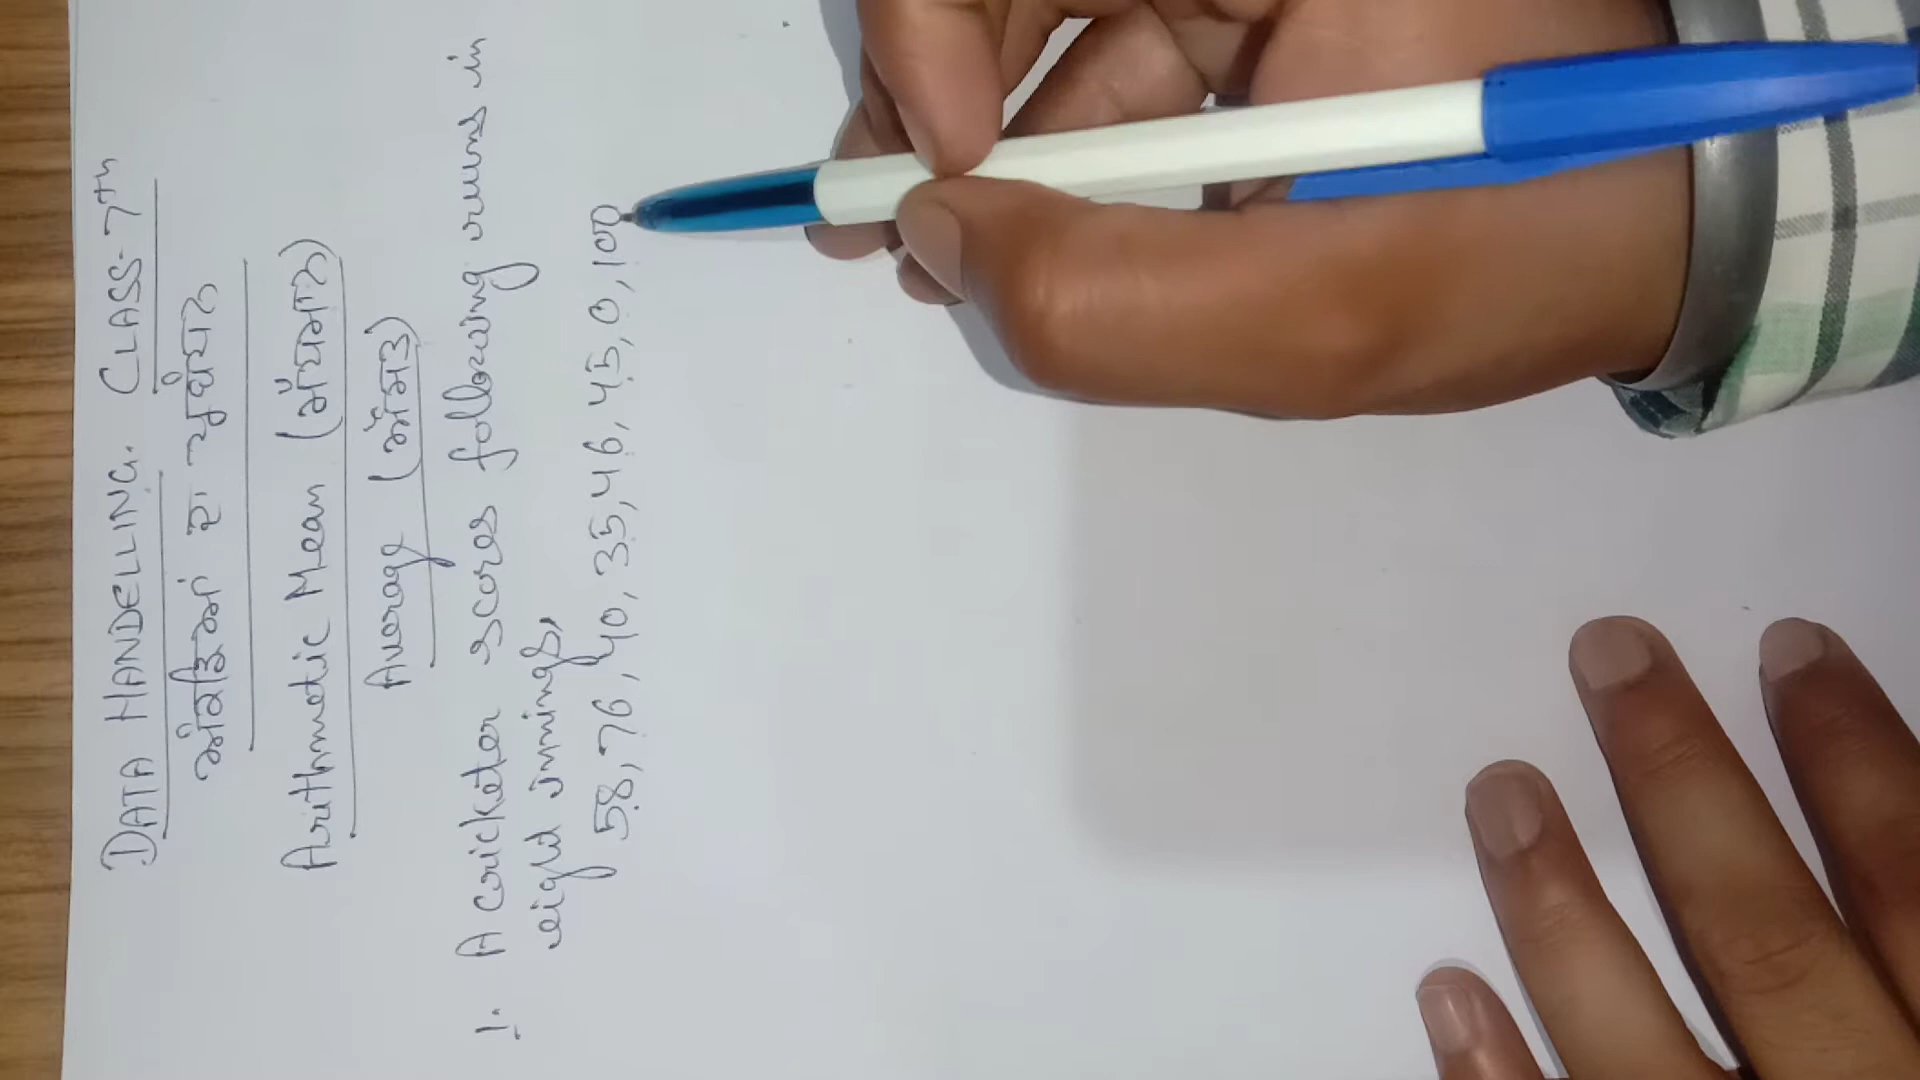 DATA HANDELLING. CLASS-7th
ਅੰਕੜਿਆਂ ਦਾ ਪ੍ਰਬੰਧਨ
Arithmetic Mean (ਮੱਧਮਾਨ)
Average (ਔਸਤ)
1. A cricketer scores following runs in
eight innings,
58, 76, 40, 35, 46, 45, 0, 100